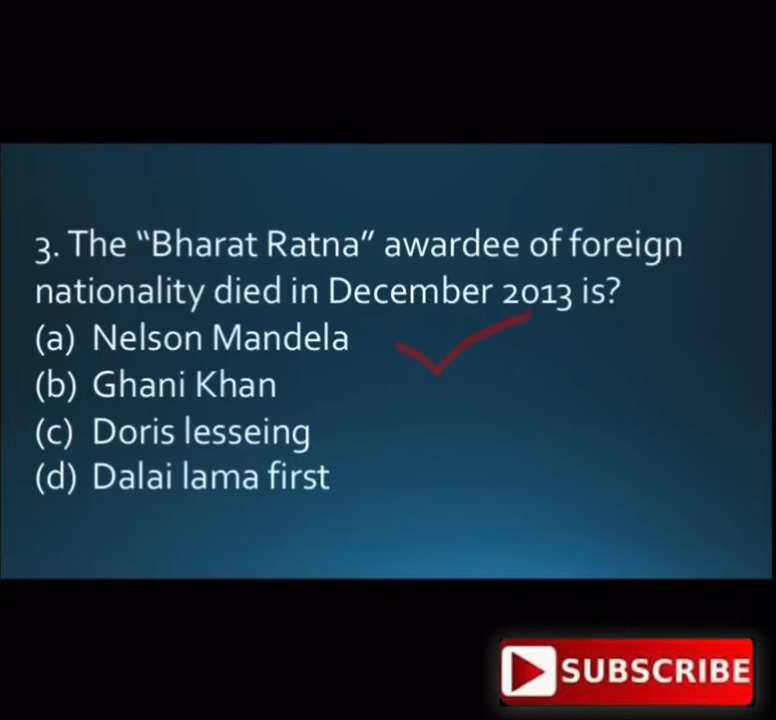 3. The “Bharat Ratna” awardee of foreign
nationality died in December 2013 is?
(a) Nelson Mandela
(b) Ghani Khan
(c) Doris lesseing
(d) Dalai lama first
SUBSCRIBE